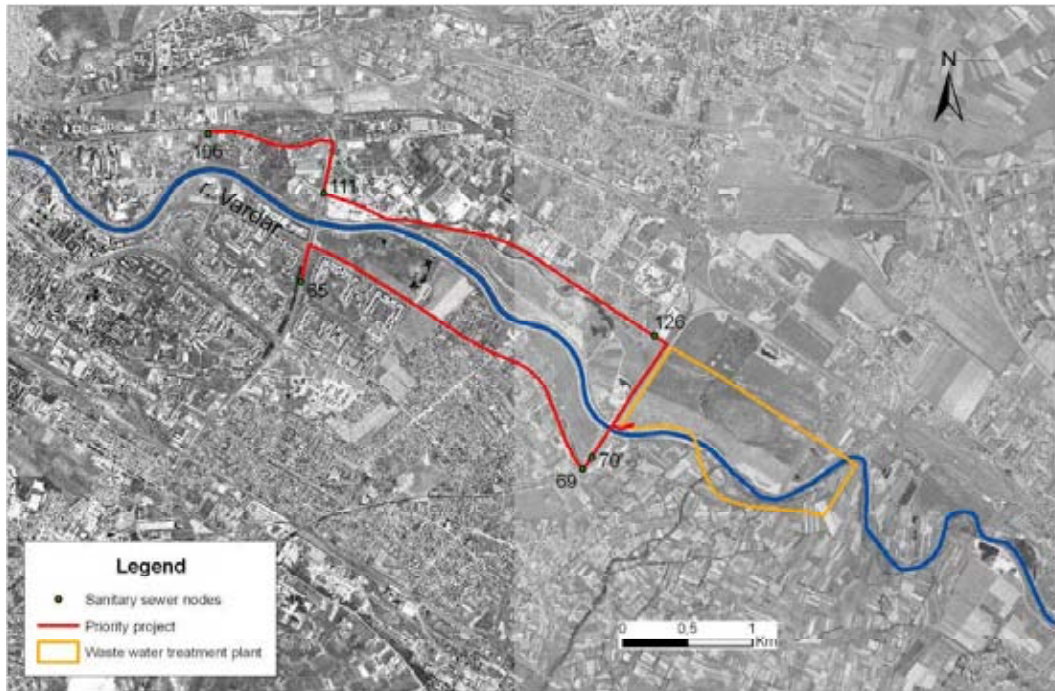 N
106
111
r. Vardar
65
126
70
69
Legend
Sanitary sewer nodes
Priority project
Waste water treatment plant
0 0,5 1
Km